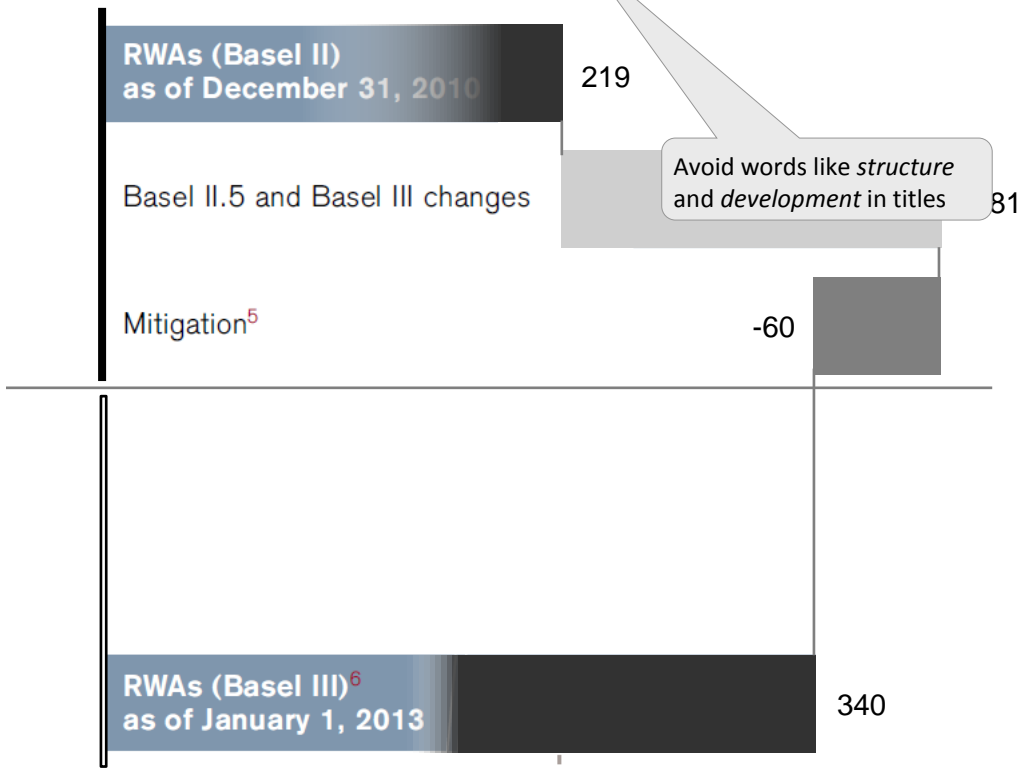 RWAs (Basel II)
as of December 31, 2010
219
Avoid words like structure
and development in titles
Basel II.5 and Basel III changes
81
Mitigation5
-60
RWAs (Basel III)6
as of January 1, 2013
340